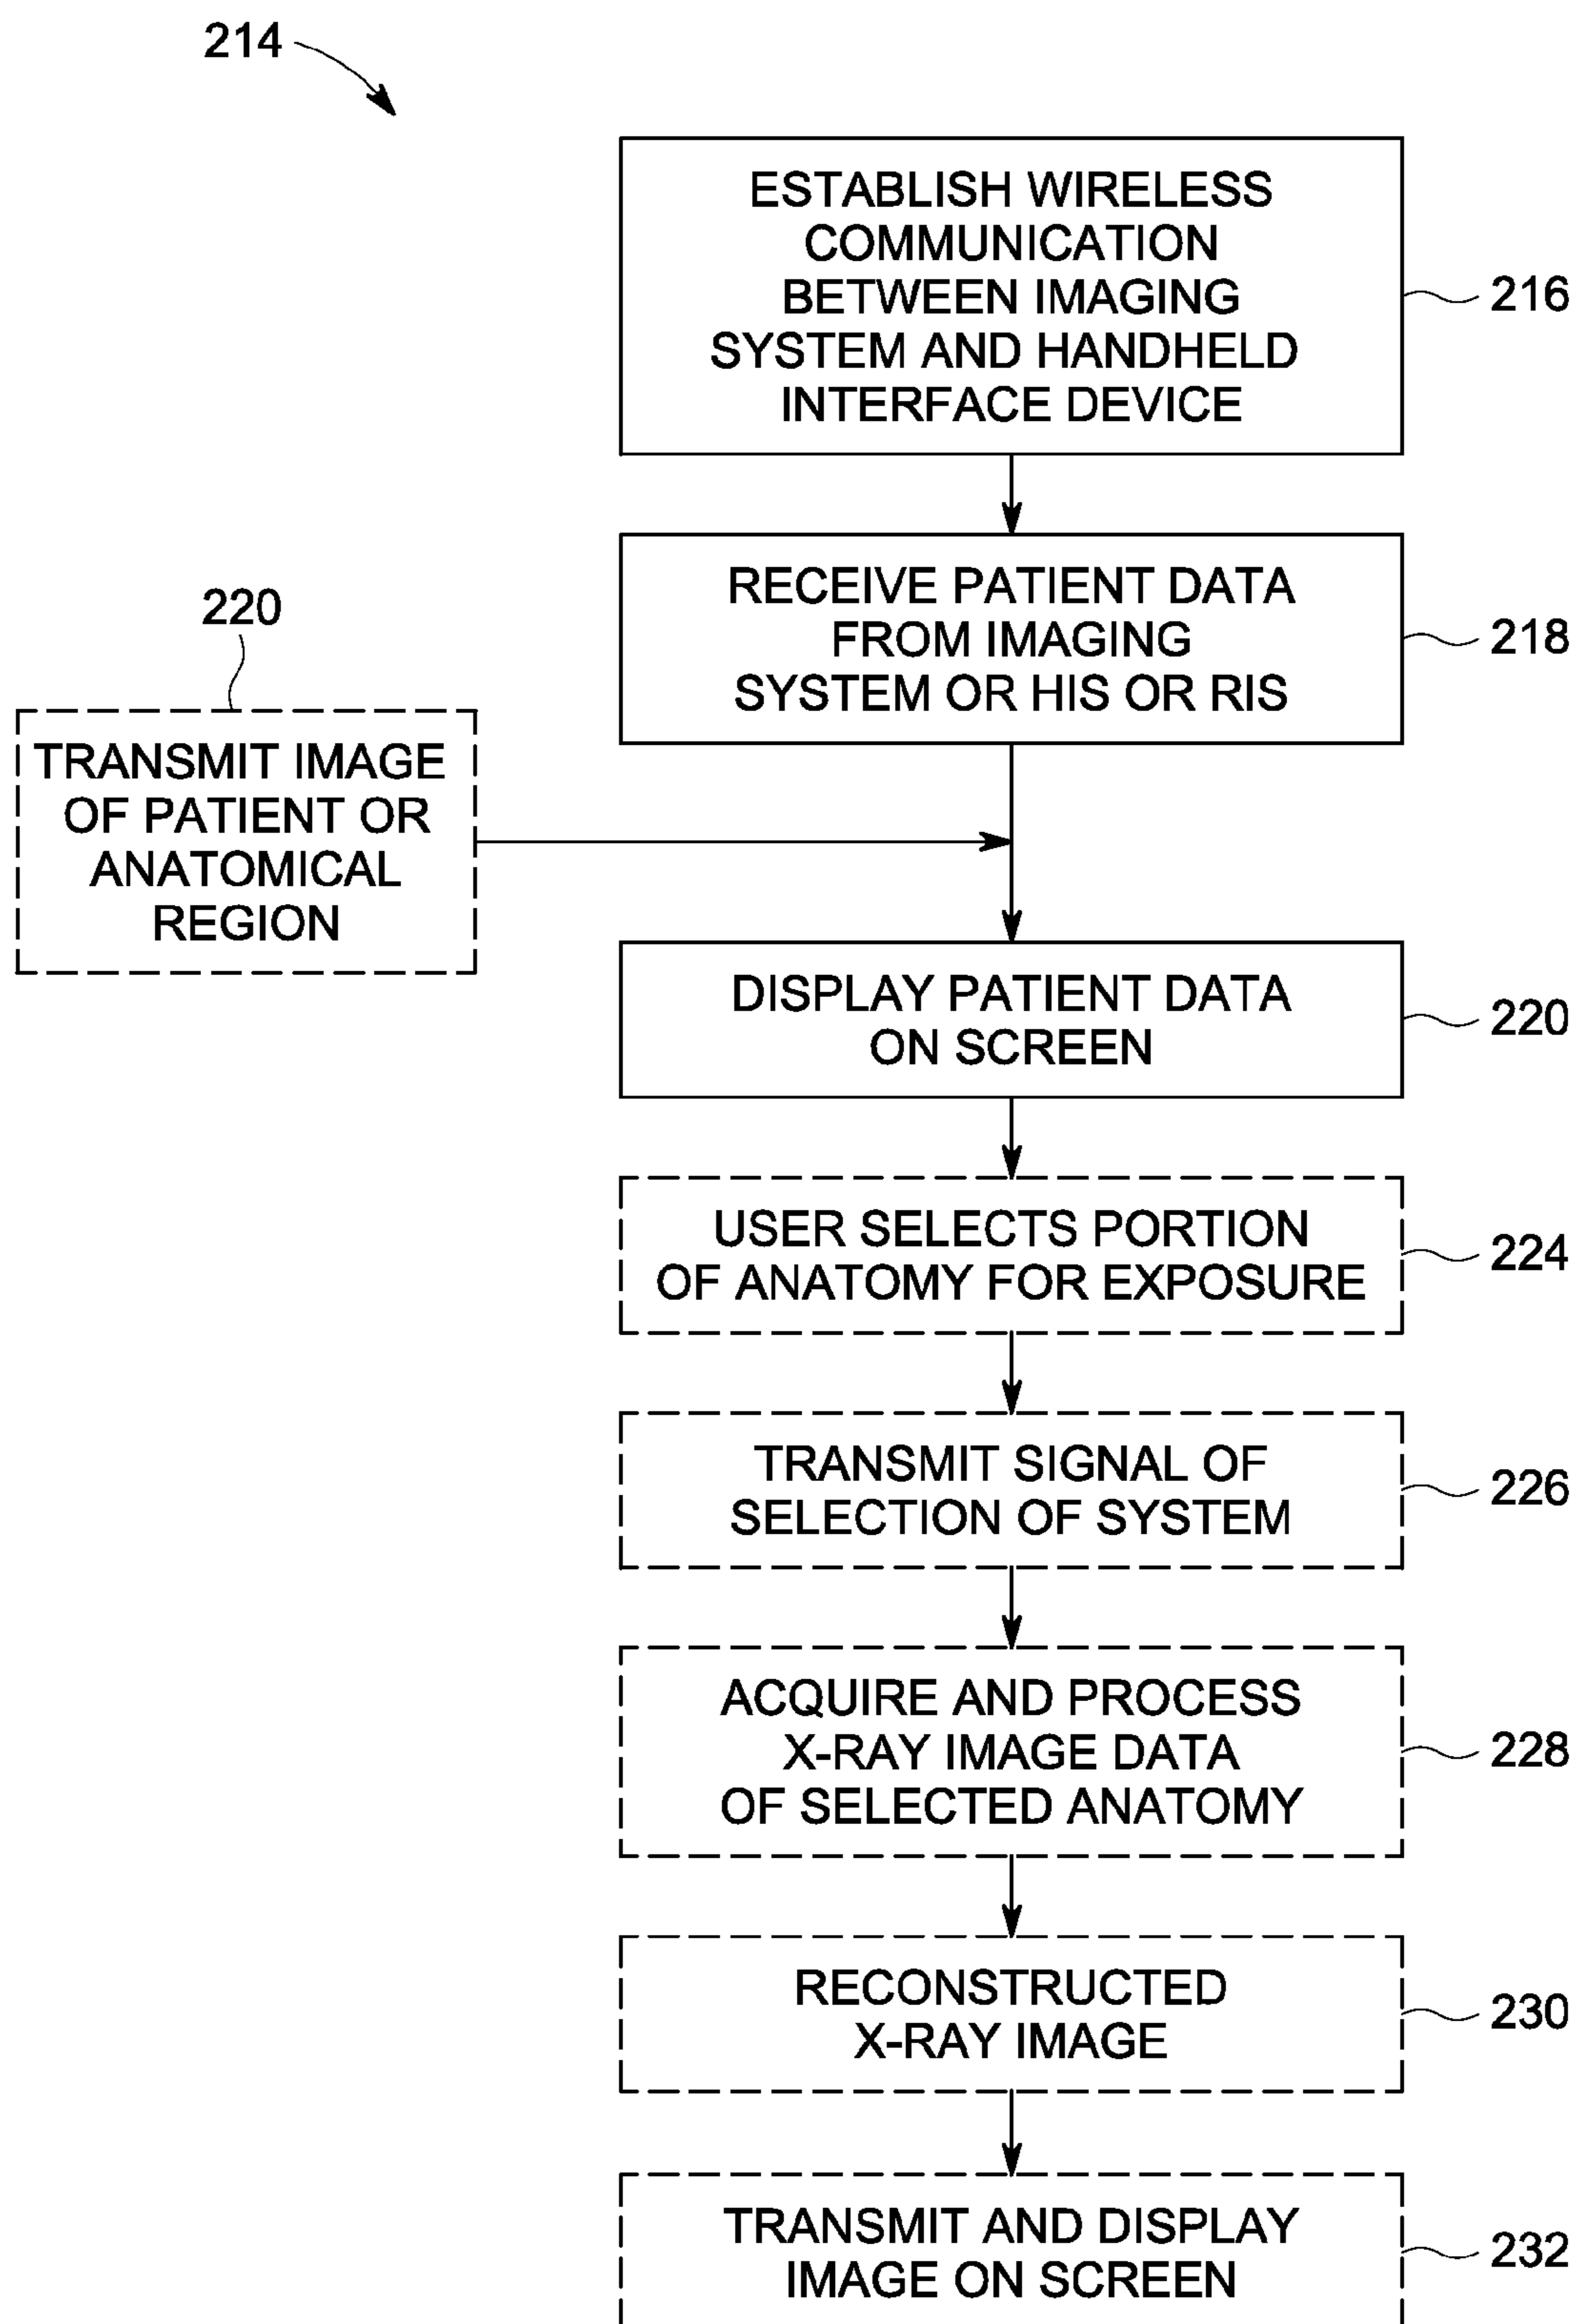 214
ESTABLISH WIRELESS
COMMUNICATION
BETWEEN IMAGING
SYSTEM AND HANDHELD
INTERFACE DEVICE
216
RECEIVE PATIENT DATA
FROM IMAGING
SYSTEM OR HIS OR RIS
218
220
TRANSMIT IMAGE
OF PATIENT OR
ANATOMICAL
REGION
DISPLAY PATIENT DATA
ON SCREEN
220
USER SELECTS PORTION
OF ANATOMY FOR EXPOSURE
224
TRANSMIT SIGNAL OF
SELECTION OF SYSTEM
226
ACQUIRE AND PROCESS
X-RAY IMAGE DATA
OF SELECTED ANATOMY
228
RECONSTRUCTED
X-RAY IMAGE
230
TRANSMIT AND DISPLAY
IMAGE ON SCREEN
232